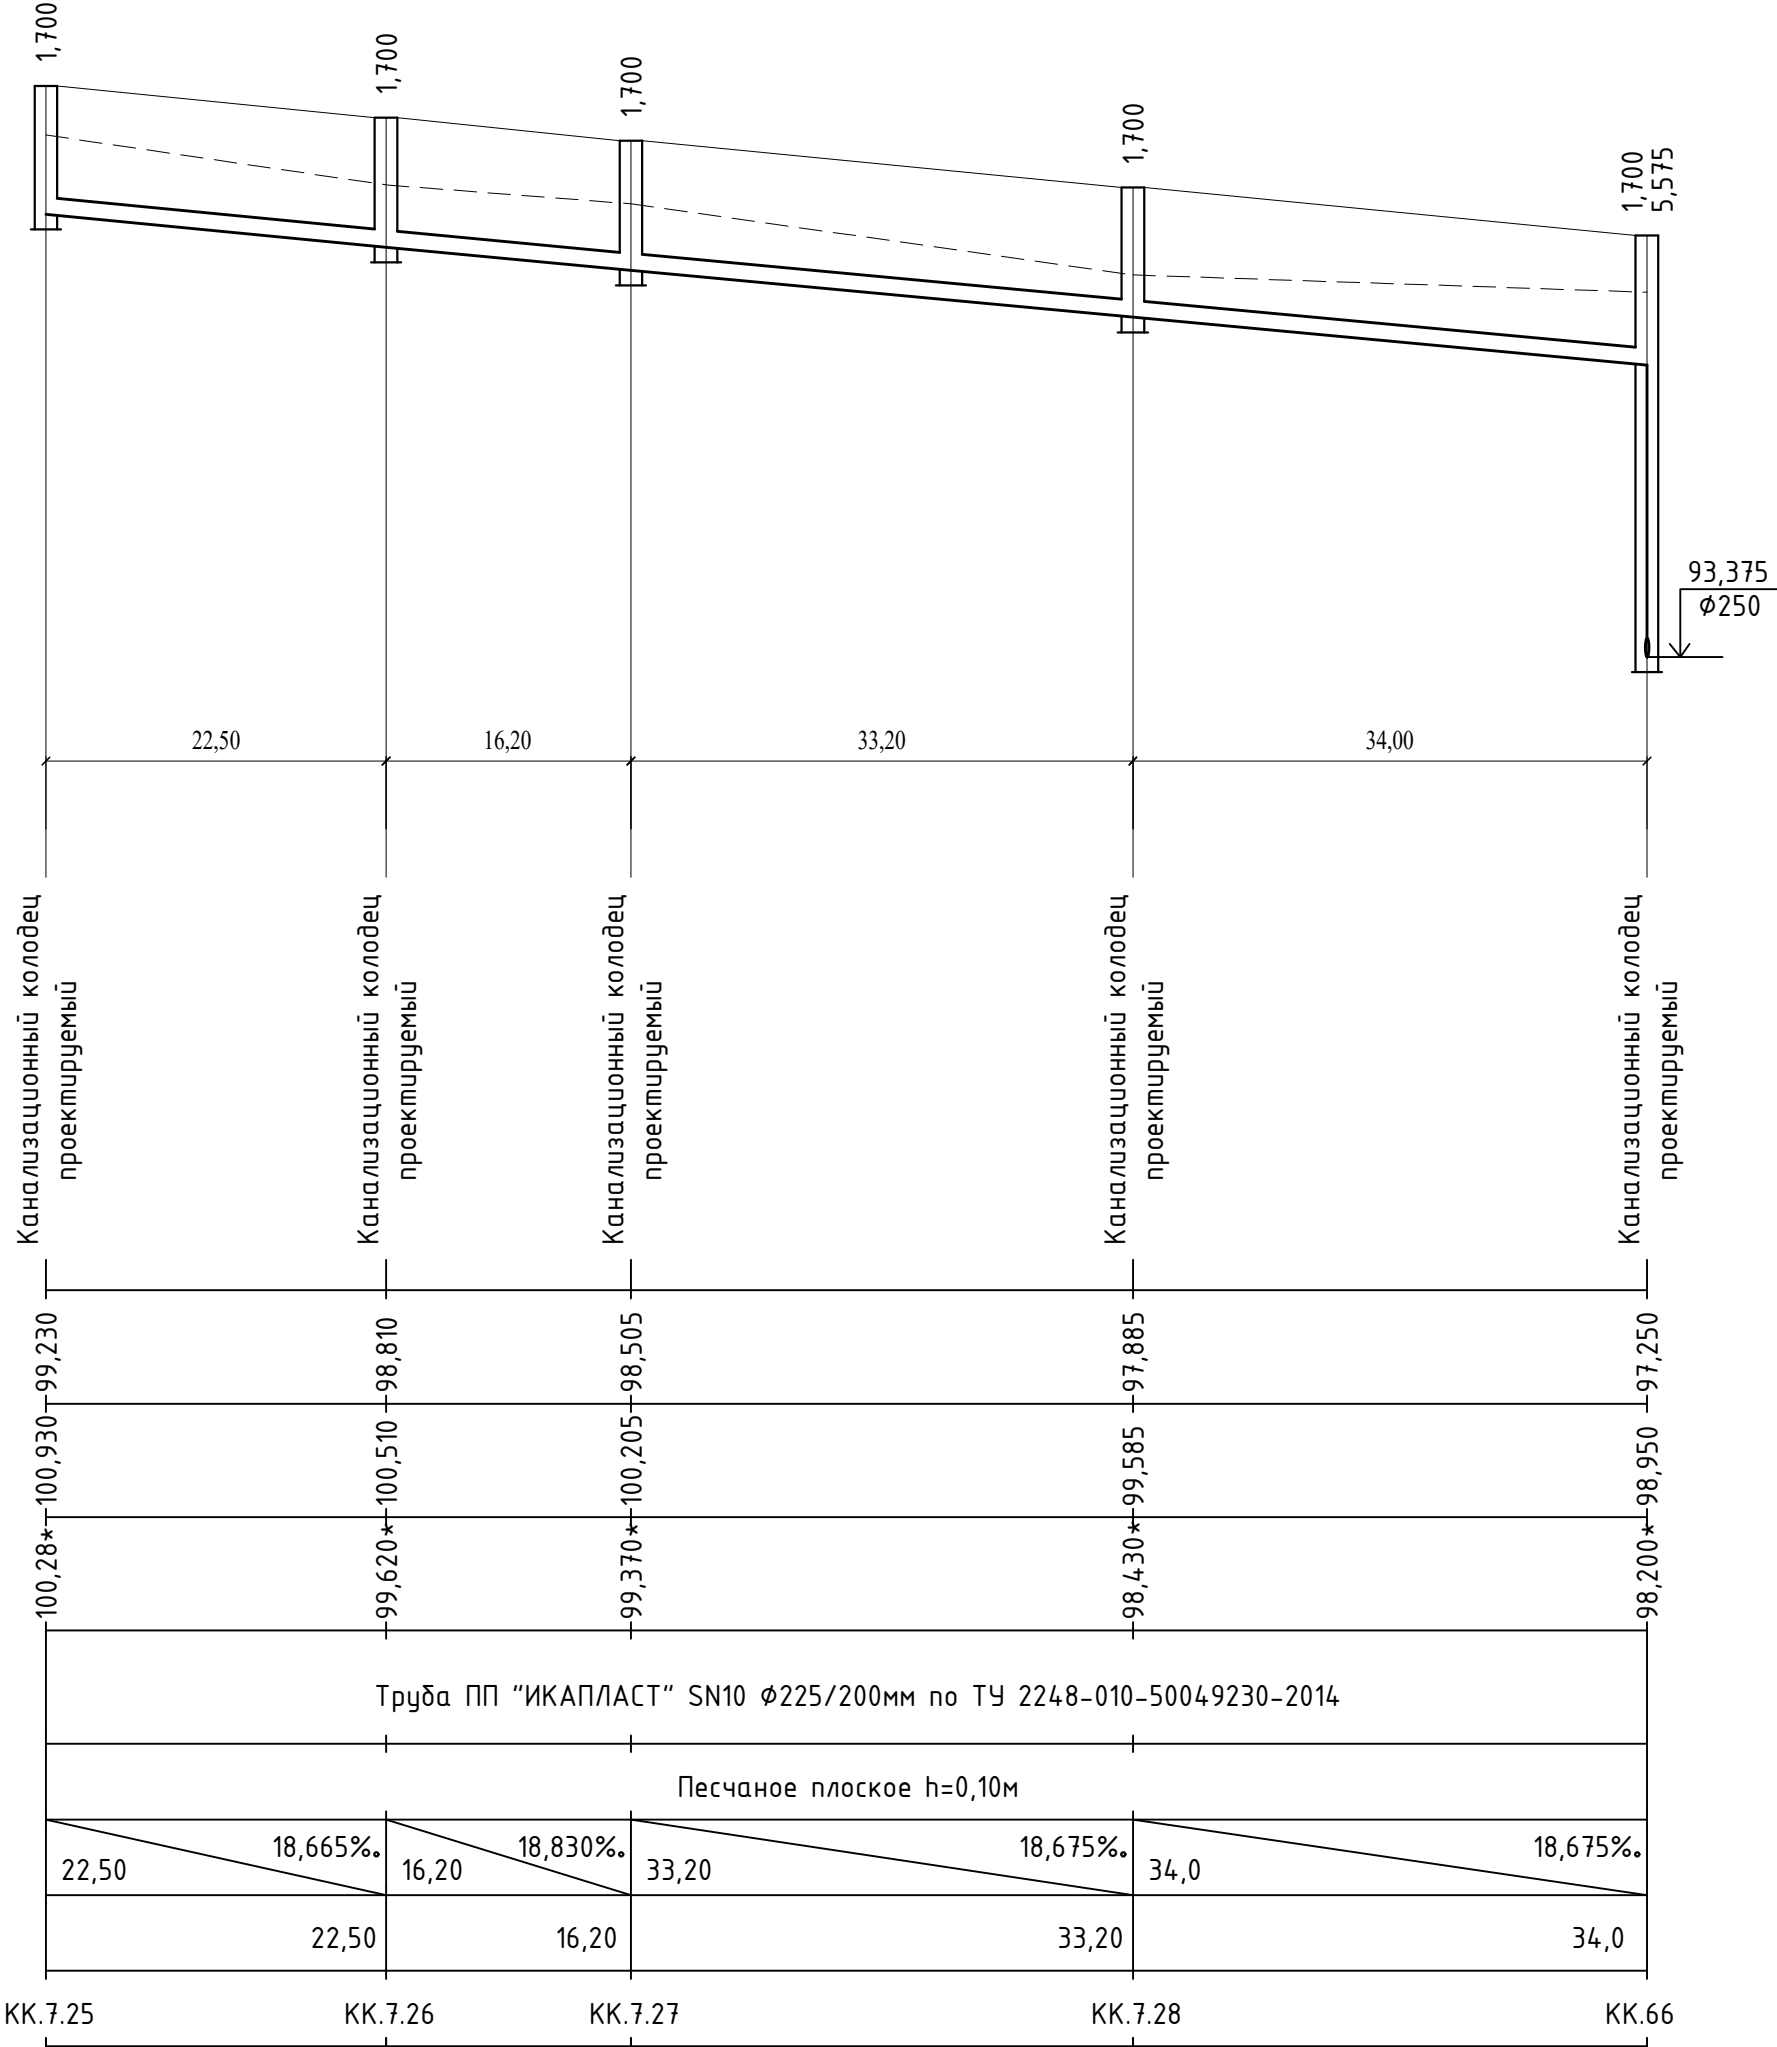 1,700
1,700
1,700
1,700
1,700
5,575
93,375
Ф250
22,50
16,20
33,20
34,00
Канализационный колодец
проектируемый
Канализационный колодец
проектируемый
Канализационный колодец
проектируемый
Канализационный колодец
проектируемый
Канализационный колодец
проектируемый
99,230
98,810
98,505
97,885
97,250
100,930
100,510
100,205
99,585
98,950
100,28*
99,620*
99,370*
98,430*
98,200*
Труба ПП "ИКАПЛАСТ" SN10 Ф225/200мм по ТУ 2248-010-50049230-2014
Песчаное плоское h=0,10м
18,665‰
22,50
18,830‰
16,20
18,675‰
33,20
18,675‰
34,0
22,50
16,20
33,20
34,0
КК.7.25
КК.7.26
КК.7.27
КК.7.28
КК.66